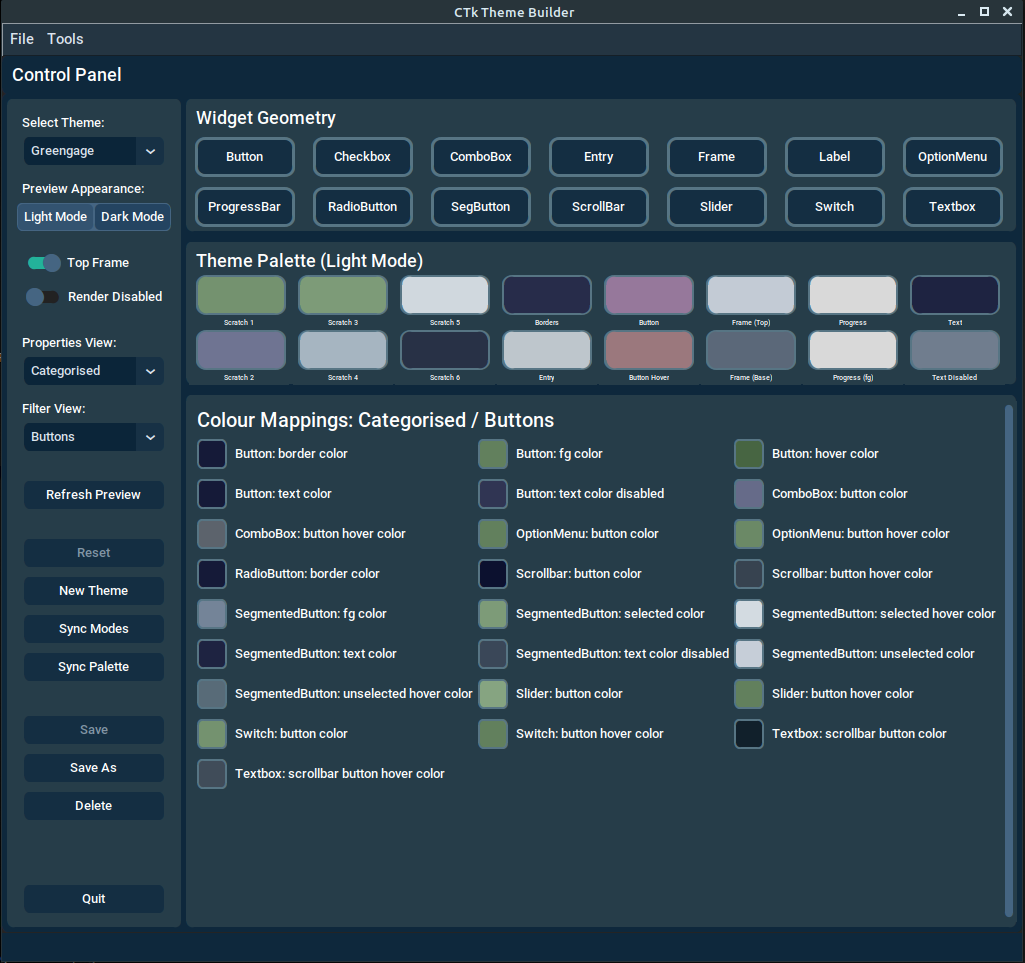 CTk Theme Builder
File Tools
Control Panel
Select Theme:
Greengage
Preview Appearance:
Light Mode Dark Mode
Top Frame
Render Disabled
Properties View:
Categorised
Filter View:
Buttons
Refresh Preview
Reset
New Theme
Sync Modes
Sync Palette
Save
Save As
Delete
Quit
Widget Geometry
Button Checkbox ComboBox Entry Frame Label OptionMenu
ProgressBar RadioButton SegButton ScrollBar Slider Switch Textbox
Theme Palette (Light Mode)
Scratch 1 Scratch 3 Scratch 5 Borders Button Frame (Top) Progress Text
Scratch 2 Scratch 4 Scratch 6 Entry Button Hover Frame (Base) Progress (fg) Text Disabled
Colour Mappings: Categorised / Buttons
Button: border color Button: fg color Button: hover color
Button: text color Button: text color disabled ComboBox: button color
ComboBox: button hover color OptionMenu: button color OptionMenu: button hover color
RadioButton: border color Scrollbar: button color Scrollbar: button hover color
SegmentedButton: fg color SegmentedButton: selected color SegmentedButton: selected hover color
SegmentedButton: text color SegmentedButton: text color disabled SegmentedButton: unselected color
SegmentedButton: unselected hover color Slider: button color Slider: button hover color
Switch: button color Switch: button hover color Textbox: scrollbar button color
Textbox: scrollbar button hover color